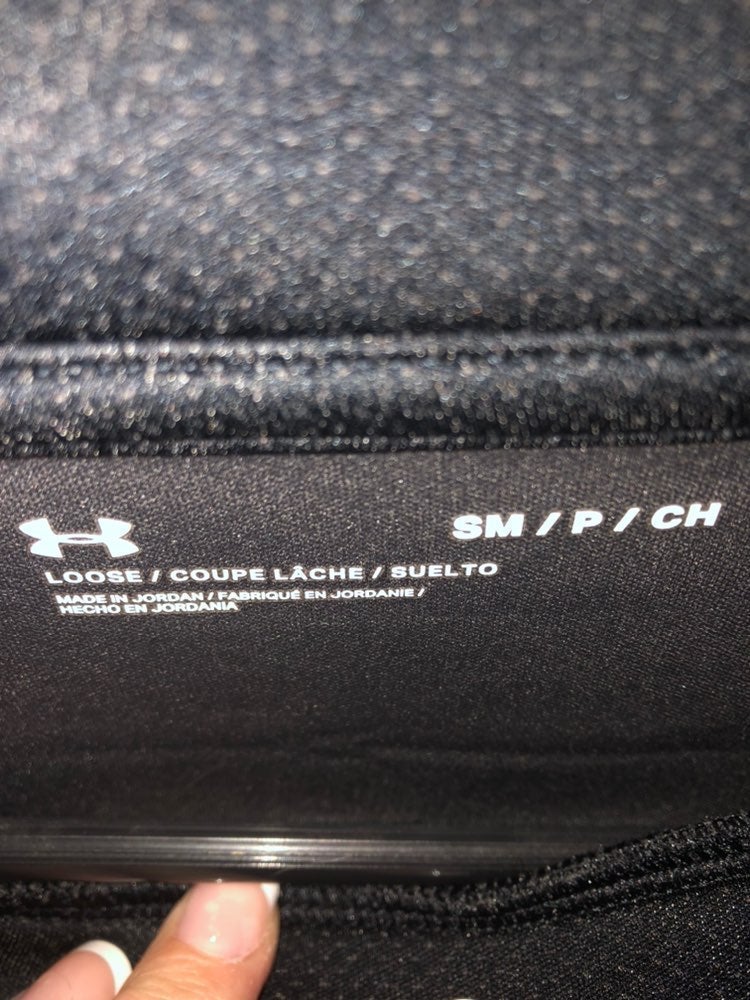 SM / P / CH
LOOSE / COUPE LÂCHE / SUELTO
MADE IN JORDAN / FABRIQUÉ EN JORDANIE /
HECHO EN JORDANIA